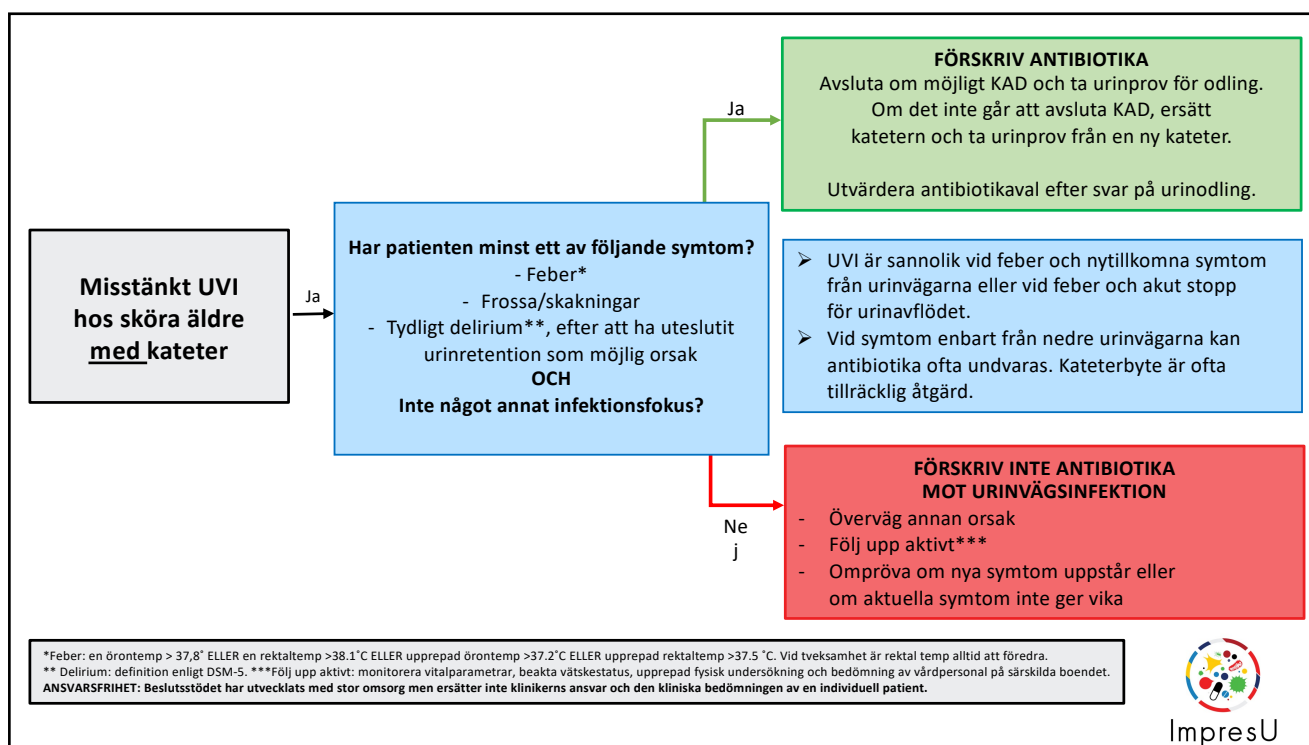 Misstänkt UVI
hos sköra äldre
med kateter
Ja
Har patienten minst ett av följande symtom?
- Feber*
- Frossa/skakningar
- Tydligt delirium**, efter att ha uteslutit
urinretention som möjlig orsak
OCH
Inte något annat infektionsfokus?
Ja
FÖRSKRIV ANTIBIOTIKA
Avsluta om möjligt KAD och ta urinprov för odling.
Om det inte går att avsluta KAD, ersätt
katetern och ta urinprov från en ny kateter.
Utvärdera antibiotikaval efter svar på urinodling.
➢ UVI är sannolik vid feber och nytillkomna symtom
från urinvägarna eller vid feber och akut stopp
för urinavflödet.
➢ Vid symtom enbart från nedre urinvägarna kan
antibiotika ofta undvaras. Kateterbyte är ofta
tillräcklig åtgärd.
Ne
j
FÖRSKRIV INTE ANTIBIOTIKA
MOT URINVÄGSINFEKTION
- Överväg annan orsak
- Följ upp aktivt***
- Ompröva om nya symtom uppstår eller
om aktuella symtom inte ger vika
*Feber: en örontemp > 37,8˚ ELLER en rektaltemp >38.1˚C ELLER upprepad örontemp >37.2˚C ELLER upprepad rektaltemp >37.5 ˚C. Vid tveksamhet är rektal temp alltid att föredra.
** Delirium: definition enligt DSM-5. ***Följ upp aktivt: monitorera vitalparametrar, beakta vätskestatus, upprepad fysisk undersökning och bedömning av vårdpersonal på särskilda boendet.
ANSVARSFRIHET: Beslutsstödet har utvecklats med stor omsorg men ersätter inte klinikerns ansvar och den kliniska bedömningen av en individuell patient.
ImpresU